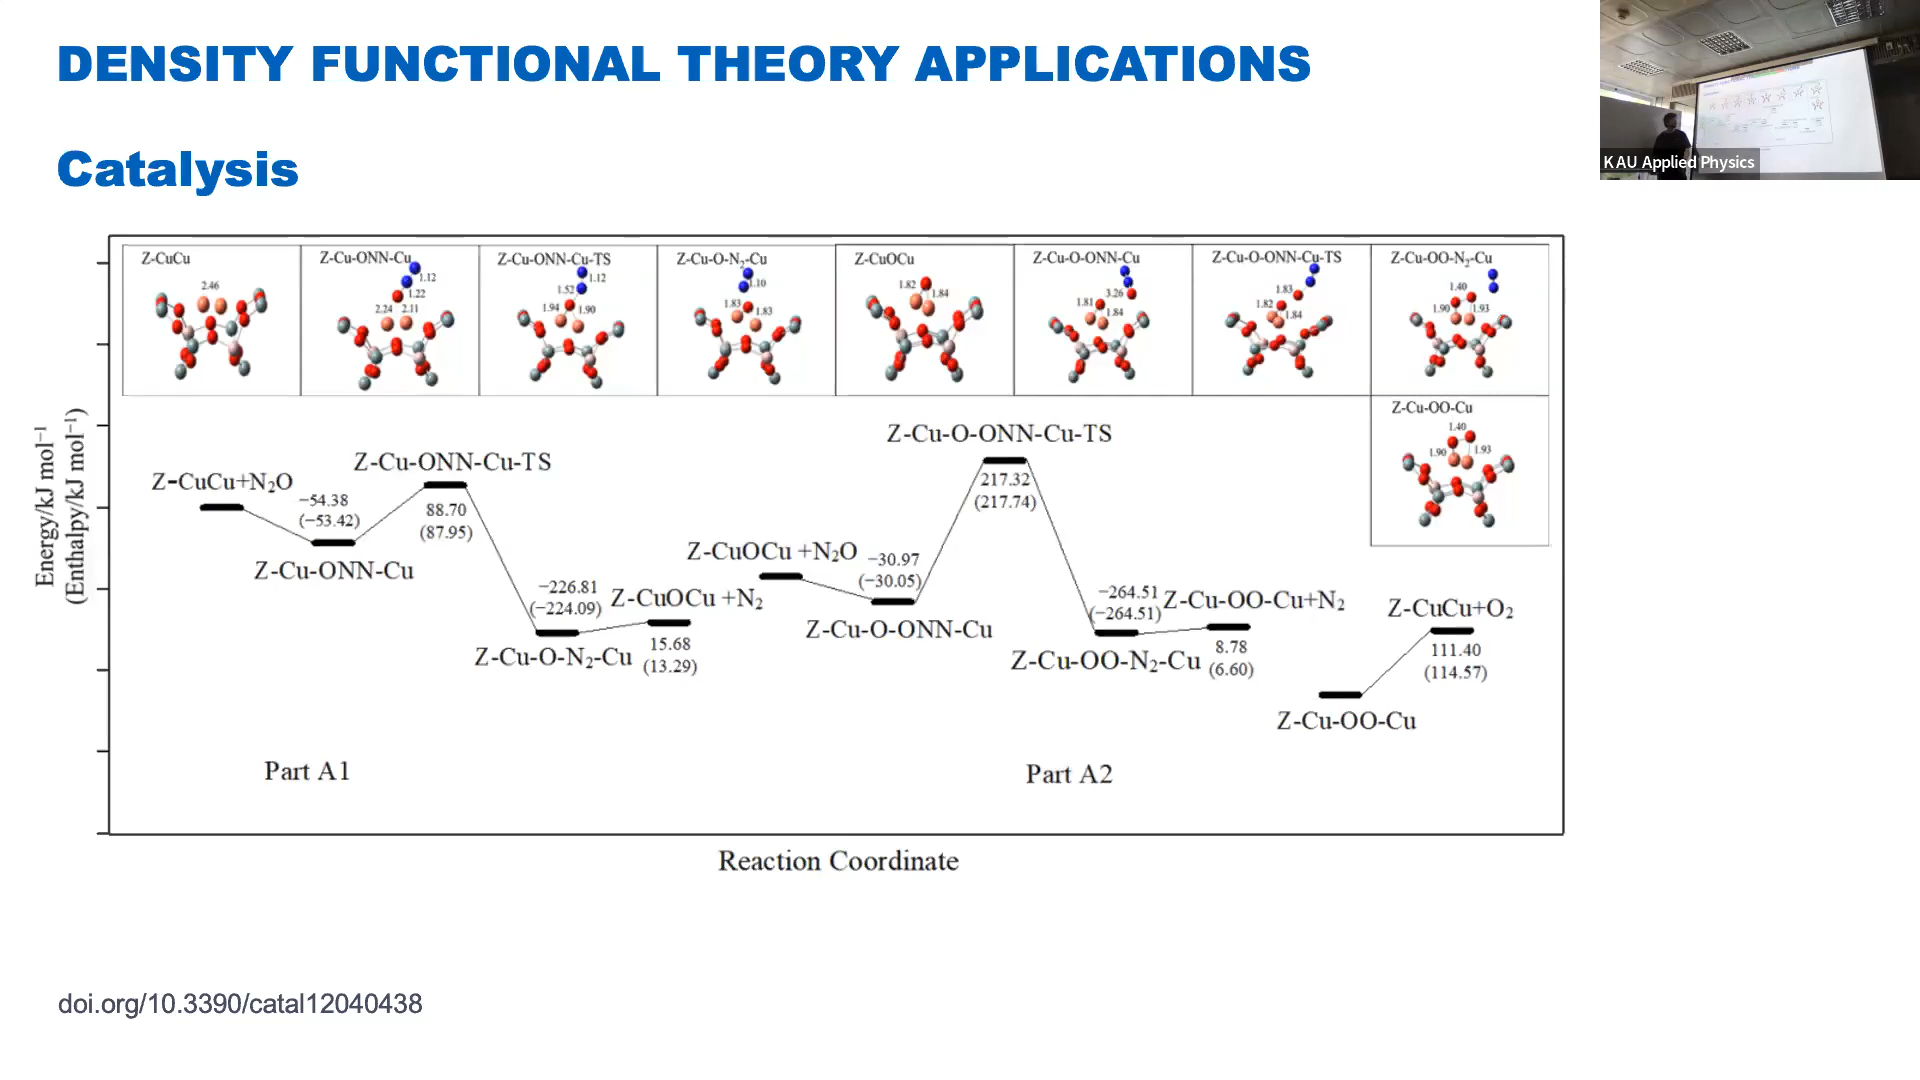 DENSITY FUNCTIONAL THEORY APPLICATIONS
K AU Applied Physics
Catalysis
Z-CuCu
2.46
Z-Cu-ONN-Cu
1.12
1.22
2.24 2.11
Z-Cu-ONN-Cu-TS
1.12
1.52
1.94 1.90
Z-Cu-O-N₂-Cu
1.10
1.83
1.83
Z-CuOCu
1.82
1.84
Z-Cu-O-ONN-Cu
3.26
1.81
1.84
Z-Cu-O-ONN-Cu-TS
1.83
1.82
1.84
Z-Cu-OO-N₂-Cu
1.40
1.90 1.93
Z-Cu-OO-Cu
1.40
1.90 1.93
Energy/kJ mol⁻¹
(Enthalpy/kJ mol⁻¹)
Z-CuCu+N₂O
−54.38
(−53.42)
Z-Cu-ONN-Cu
Z-Cu-ONN-Cu-TS
88.70
(87.95)
−226.81
(−224.09)
Z-Cu-O-N₂-Cu
Z-CuOCu +N₂
15.68
(13.29)
Z-CuOCu +N₂O
−30.97
(−30.05)
Z-Cu-O-ONN-Cu
Z-Cu-O-ONN-Cu-TS
217.32
(217.74)
−264.51
(−264.51)
Z-Cu-OO-N₂-Cu
Z-Cu-OO-Cu+N₂
8.78
(6.60)
Z-Cu-OO-Cu
Z-CuCu+O₂
111.40
(114.57)
Part A1
Part A2
Reaction Coordinate
doi.org/10.3390/catal12040438